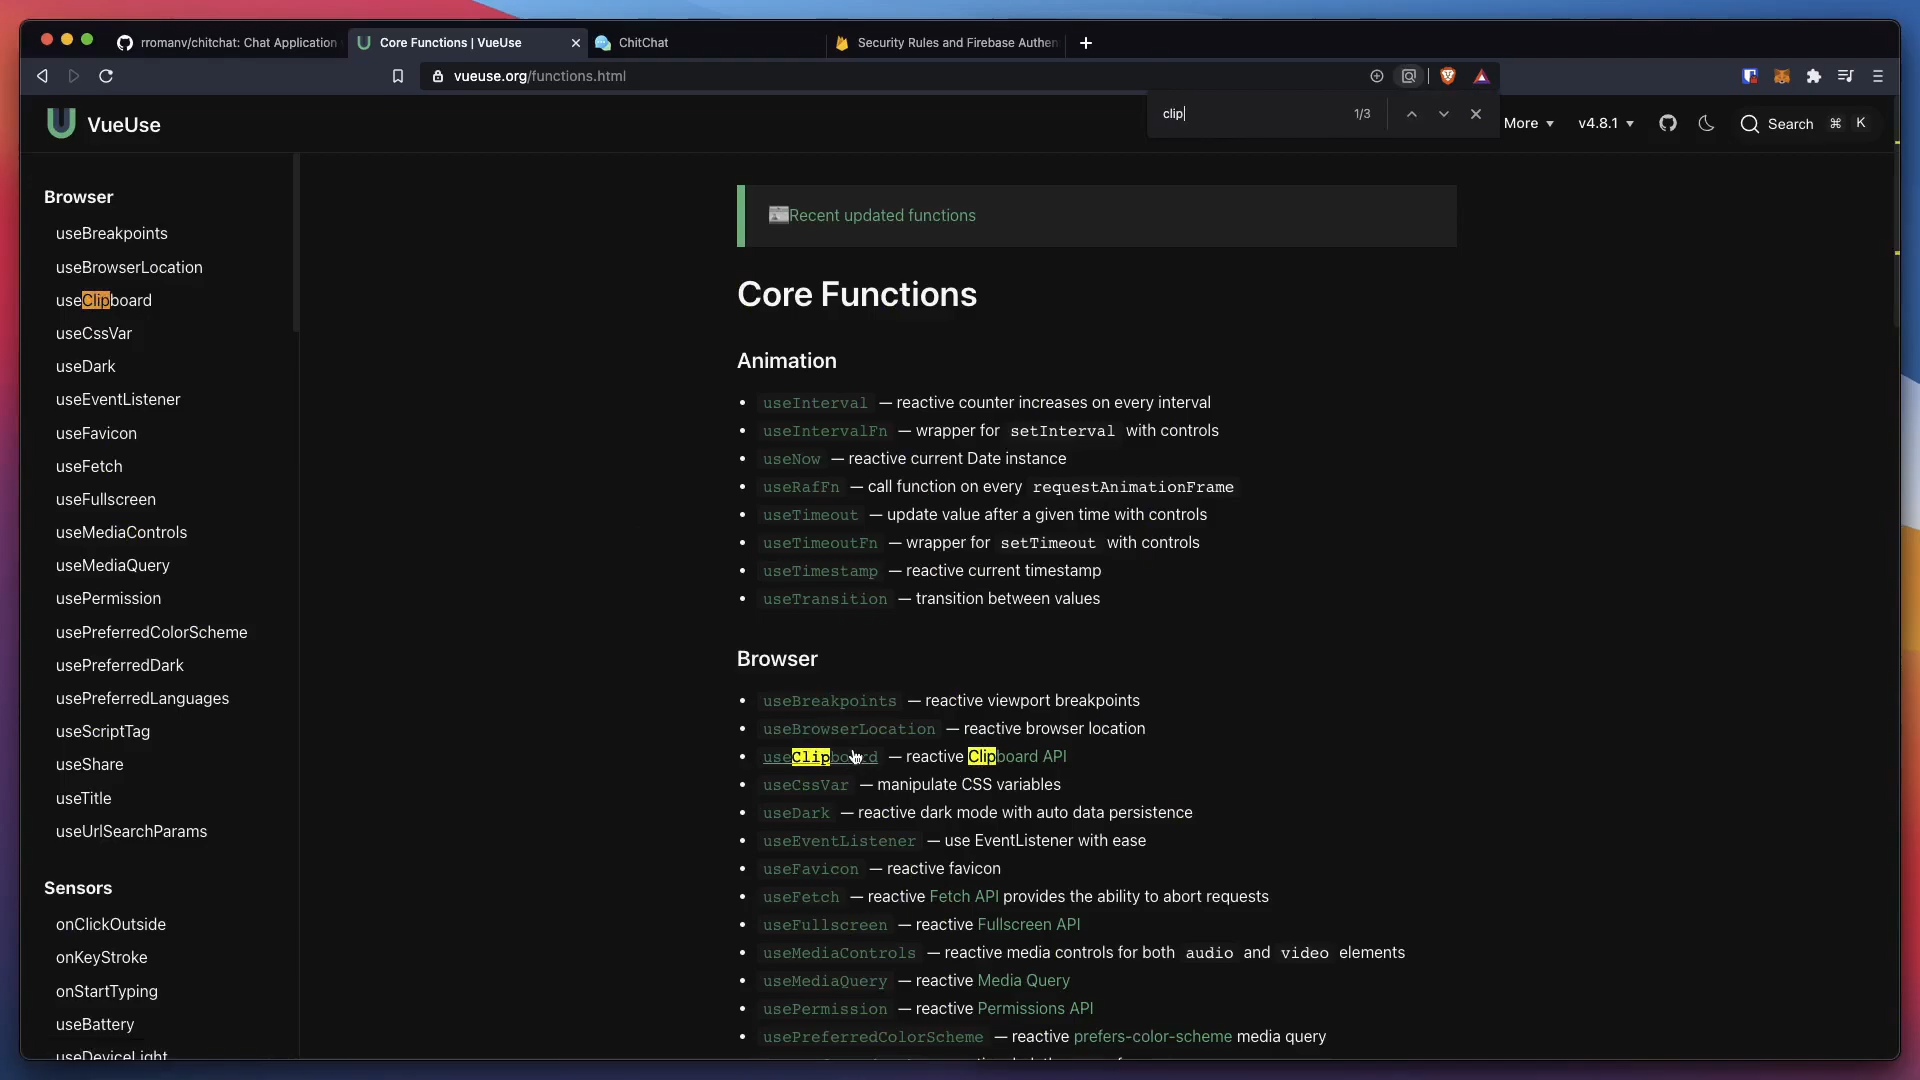 rromanv/chitchat: Chat Application
Core Functions | VueUse
ChitChat
Security Rules and Firebase Authen
vueuse.org/functions.html
clip
1/3
VueUse
More
v4.8.1
Search ⌘ K
Browser
useBreakpoints
useBrowserLocation
useClipboard
useCssVar
useDark
useEventListener
useFavicon
useFetch
useFullscreen
useMediaControls
useMediaQuery
usePermission
usePreferredColorScheme
usePreferredDark
usePreferredLanguages
useScriptTag
useShare
useTitle
useUrlSearchParams
Sensors
onClickOutside
onKeyStroke
onStartTyping
useBattery
useDeviceLight
Recent updated functions
Core Functions
Animation
• useInterval — reactive counter increases on every interval
• useIntervalFn — wrapper for setInterval with controls
• useNow — reactive current Date instance
• useRafFn — call function on every requestAnimationFrame
• useTimeout — update value after a given time with controls
• useTimeoutFn — wrapper for setTimeout with controls
• useTimestamp — reactive current timestamp
• useTransition — transition between values
Browser
• useBreakpoints — reactive viewport breakpoints
• useBrowserLocation — reactive browser location
• useClipboard — reactive Clipboard API
• useCssVar — manipulate CSS variables
• useDark — reactive dark mode with auto data persistence
• useEventListener — use EventListener with ease
• useFavicon — reactive favicon
• useFetch — reactive Fetch API provides the ability to abort requests
• useFullscreen — reactive Fullscreen API
• useMediaControls — reactive media controls for both audio and video elements
• useMediaQuery — reactive Media Query
• usePermission — reactive Permissions API
• usePreferredColorScheme — reactive prefers-color-scheme media query